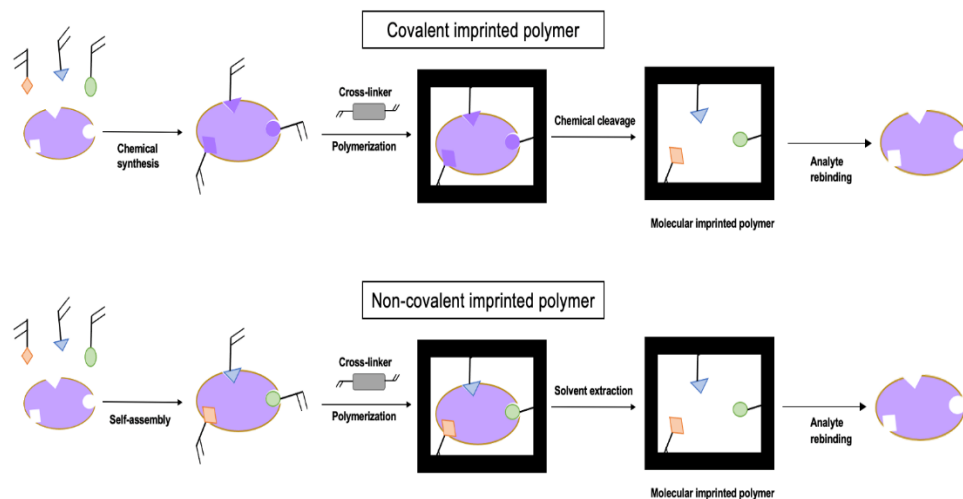 Covalent imprinted polymer
Cross-linker
Chemical
synthesis
Polymerization
Chemical cleavage
Analyte
rebinding
Molecular imprinted polymer
Non-covalent imprinted polymer
Cross-linker
Self-assembly
Polymerization
Solvent extraction
Analyte
rebinding
Molecular imprinted polymer